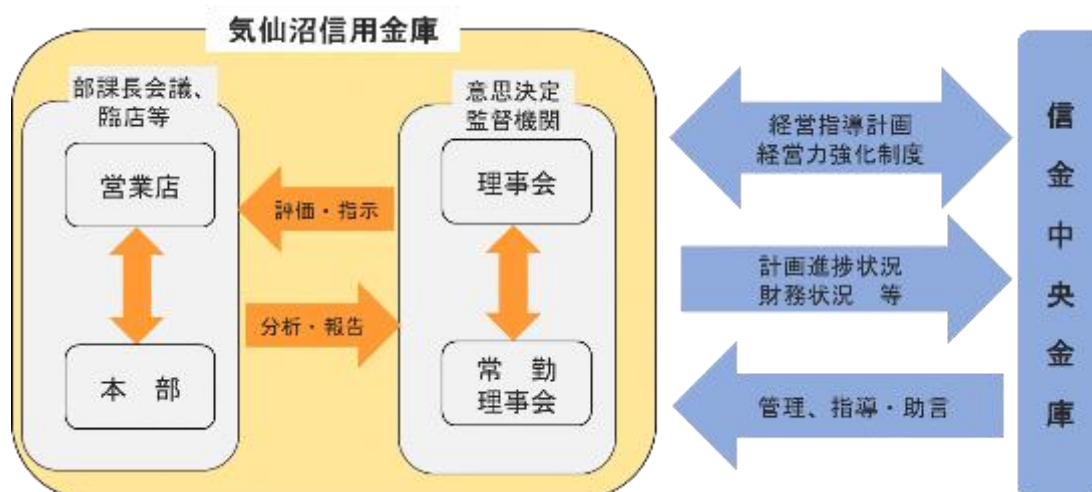 気仙沼信用金庫
部課長会議、
臨店等
営業店
本 部
評価・指示
分析・報告
意思決定
監督機関
理事会
常 勤
理事会
経営指導計画
経営力強化制度
計画進捗状況
財務状況 等
管理、指導・助言
信金中央金庫